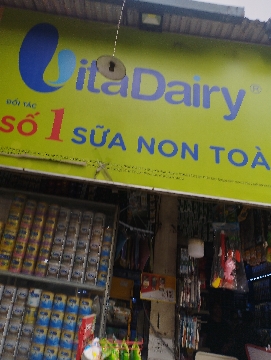 VitaDairy®
ĐỐI TÁC
SỐ 1 SỮA NON TOÀ